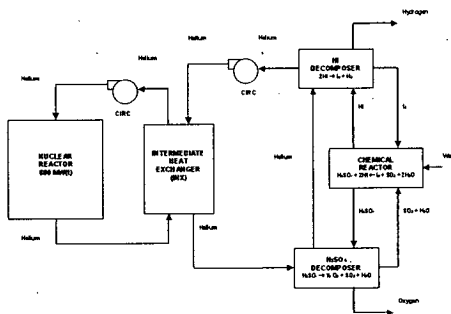 Hydrogen
Helium
Helium
HI
DECOMPOSER
2HI → I₂ + H₂
Helium
Helium
CIRC
CIRC
HI
I₂
NUCLEAR
REACTOR
INTERMEDIATE
HEAT
EXCHANGER
(IHX)
Helium
CHEMICAL
REACTOR
H₂SO₄
SO₂ + H₂O
Helium
Helium
H₂SO₄
DECOMPOSER
Oxygen